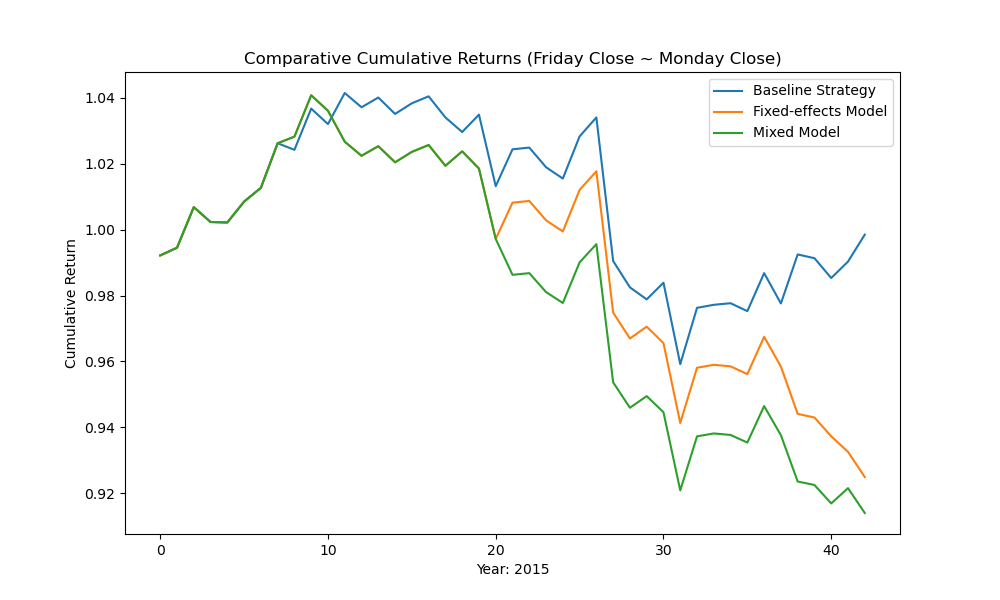 Comparative Cumulative Returns (Friday Close ~ Monday Close)
Baseline Strategy
Fixed-effects Model
Mixed Model
Cumulative Return
1.04
1.02
1.00
0.98
0.96
0.94
0.92
0
10
20
30
40
Year: 2015